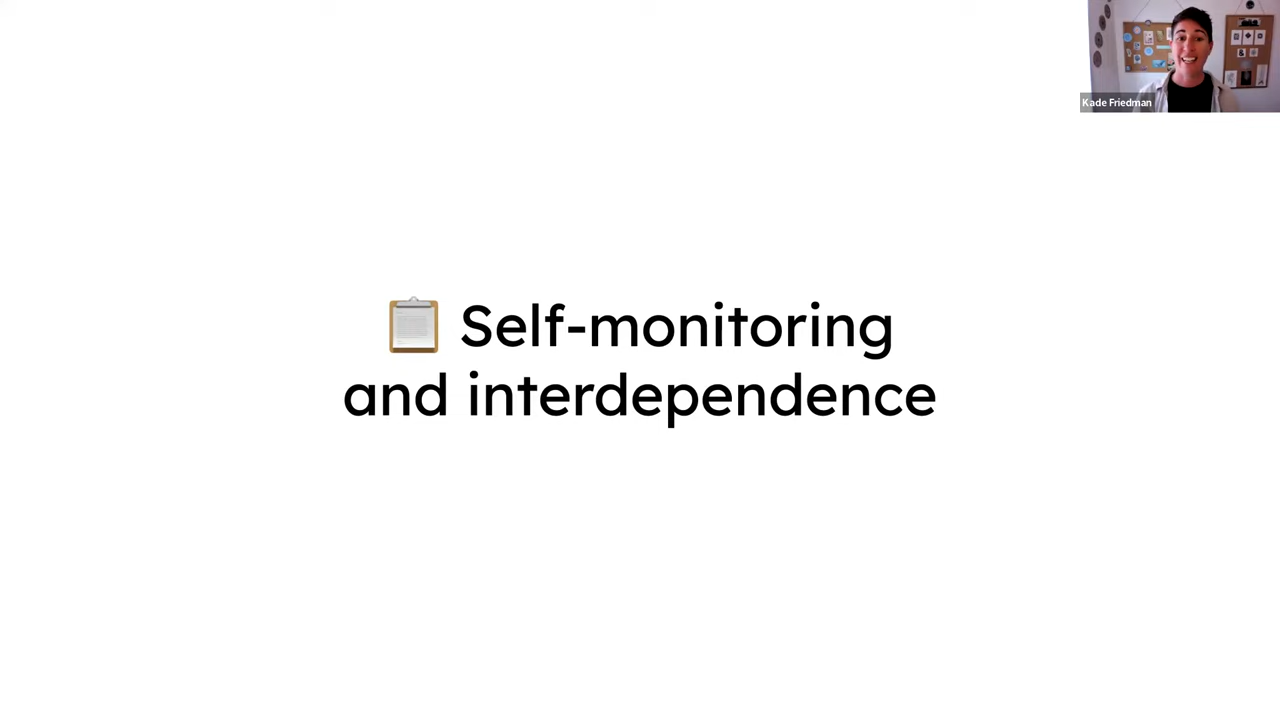 Kade Friedman
📋 Self-monitoring
and interdependence